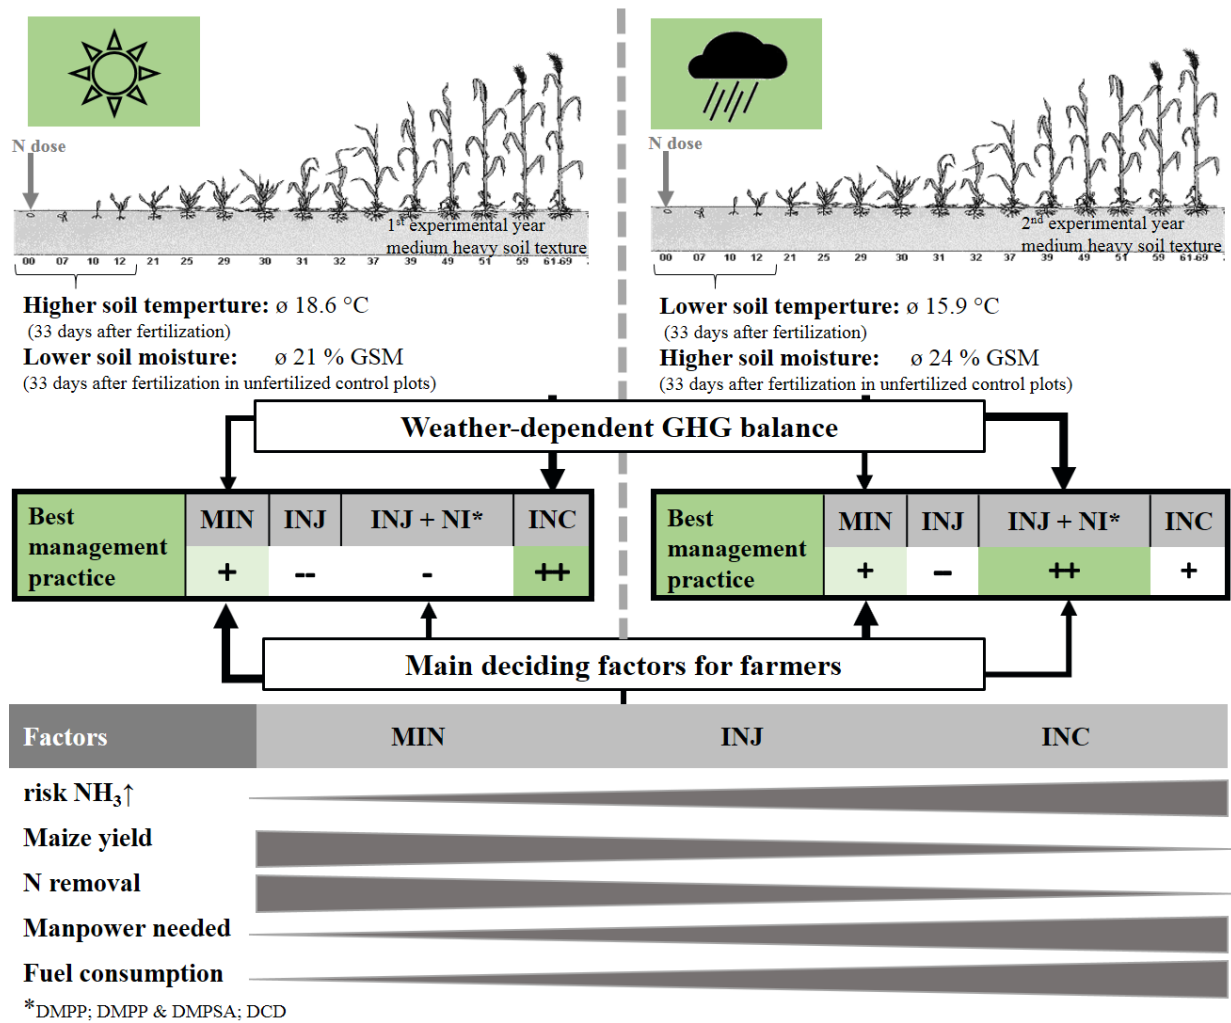 N dose
1st experimental year
medium heavy soil texture
00 07 10 12 21 25 29 30 31 32 37 39 49 51 59 61-69
Higher soil temperture: ø 18.6 °C
(33 days after fertilization)
Lower soil moisture: ø 21 % GSM
(33 days after fertilization in unfertilized control plots)
N dose
2nd experimental year
medium heavy soil texture
00 07 10 12 21 25 29 30 31 32 37 39 49 51 59 61-69
Lower soil temperture: ø 15.9 °C
(33 days after fertilization)
Higher soil moisture: ø 24 % GSM
(33 days after fertilization in unfertilized control plots)
Weather-dependent GHG balance
Best
management
practice
MIN INJ INJ + NI* INC
+ -- - ++
Best
management
practice
MIN INJ INJ + NI* INC
+ – ++ +
Main deciding factors for farmers
Factors MIN INJ INC
risk NH₃↑
Maize yield
N removal
Manpower needed
Fuel consumption
*DMPP; DMPP & DMPSA; DCD